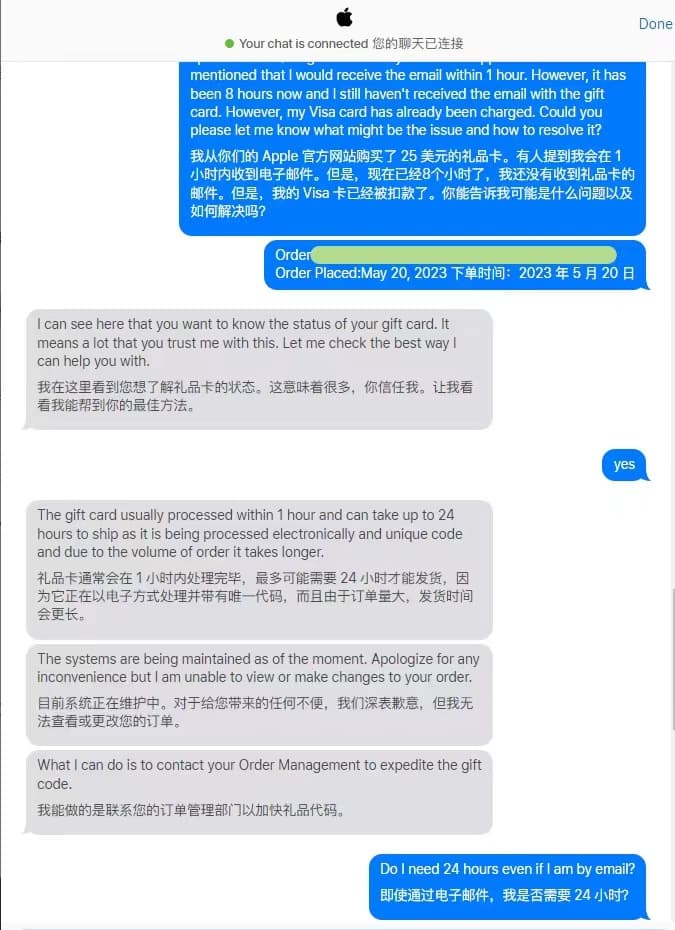 Done
Your chat is connected 您的聊天已连接
mentioned that I would receive the email within 1 hour. However, it has
been 8 hours now and I still haven't received the email with the gift
card. However, my Visa card has already been charged. Could you
please let me know what might be the issue and how to resolve it?
我从你们的 Apple 官方网站购买了 25 美元的礼品卡。有人提到我会在 1
小时内收到电子邮件。但是，现在已经8个小时了，我还没有收到礼品卡的
邮件。但是，我的 Visa 卡已经被扣款了。你能告诉我可能是什么问题以及
如何解决吗?
Order
Order Placed:May 20, 2023 下单时间：2023 年 5 月 20 日
I can see here that you want to know the status of your gift card. It
means a lot that you trust me with this. Let me check the best way I
can help you with.
我在这里看到您想了解礼品卡的状态。这意味着很多，你信任我。让我看
看我能帮到你的最佳方法。
yes
The gift card usually processed within 1 hour and can take up to 24
hours to ship as it is being processed electronically and unique code
and due to the volume of order it takes longer.
礼品卡通常会在 1 小时内处理完毕，最多可能需要 24 小时才能发货，因
为它正在以电子方式处理并带有唯一代码，而且由于订单量大，发货时间
会更长。
The systems are being maintained as of the moment. Apologize for any
inconvenience but I am unable to view or make changes to your order.
目前系统正在维护中。对于给您带来的任何不便，我们深表歉意，但我无
法查看或更改您的订单。
What I can do is to contact your Order Management to expedite the gift
code.
我能做的是联系您的订单管理部门以加快礼品代码。
Do I need 24 hours even if I am by email?
即使通过电子邮件，我是否需要 24 小时?